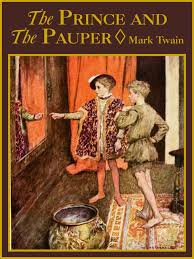 The PRINCE AND
The PAUPER ◊ MARK TWAIN